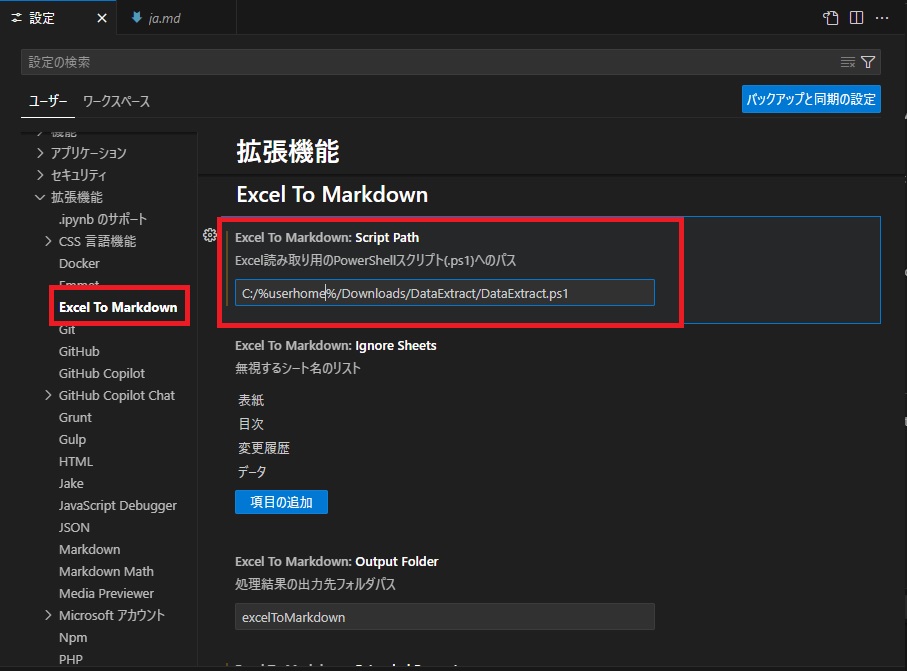 設定
ja.md
設定の検索
ユーザー ワークスペース
バックアップと同期の設定
機能
アプリケーション
セキュリティ
拡張機能
.ipynb のサポート
CSS 言語機能
Docker
Emmet
Excel To Markdown
Git
GitHub
GitHub Copilot
GitHub Copilot Chat
Grunt
Gulp
HTML
Jake
JavaScript Debugger
JSON
Markdown
Markdown Math
Media Previewer
Microsoft アカウント
Npm
PHP
拡張機能
Excel To Markdown
Excel To Markdown: Script Path
Excel読み取り用のPowerShellスクリプト(.ps1)へのパス
C:/%userhome%/Downloads/DataExtract/DataExtract.ps1
Excel To Markdown: Ignore Sheets
無視するシート名のリスト
表紙
目次
変更履歴
データ
項目の追加
Excel To Markdown: Output Folder
処理結果の出力先フォルダパス
excelToMarkdown